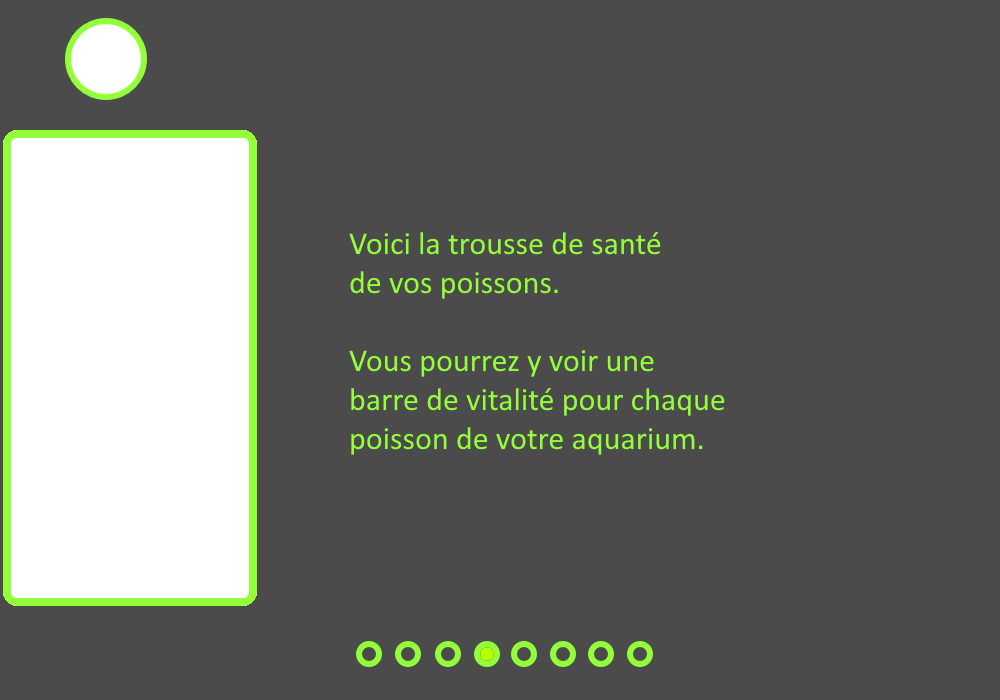 Voici la trousse de santé
de vos poissons.
Vous pourrez y voir une
barre de vitalité pour chaque
poisson de votre aquarium.